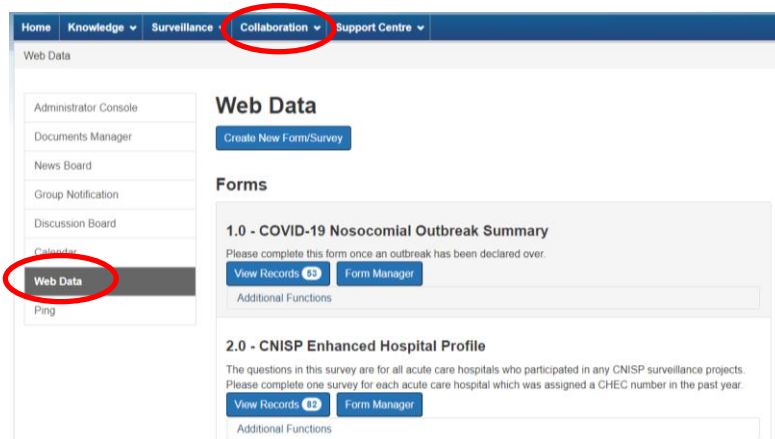 Home Knowledge Surveillance Collaboration Support Centre
Web Data
Administrator Console
Documents Manager
News Board
Group Notification
Discussion Board
Calendar
Web Data
Ping
Web Data
Create New Form/Survey
Forms
1.0 - COVID-19 Nosocomial Outbreak Summary
Please complete this form once an outbreak has been declared over.
View Records 53 Form Manager
Additional Functions
2.0 - CNISP Enhanced Hospital Profile
The questions in this survey are for all acute care hospitals who participated in any CNISP surveillance projects.
Please complete one survey for each acute care hospital which was assigned a CHEC number in the past year.
View Records 82 Form Manager
Additional Functions